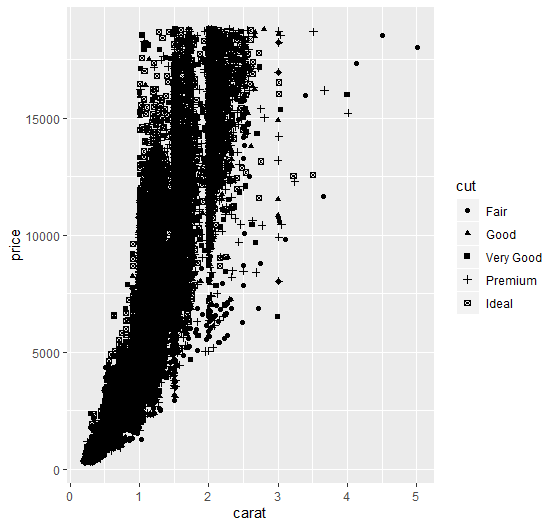 15000
10000
5000
0
price
0
1
2
3
4
5
carat
cut
Fair
Good
Very Good
Premium
Ideal